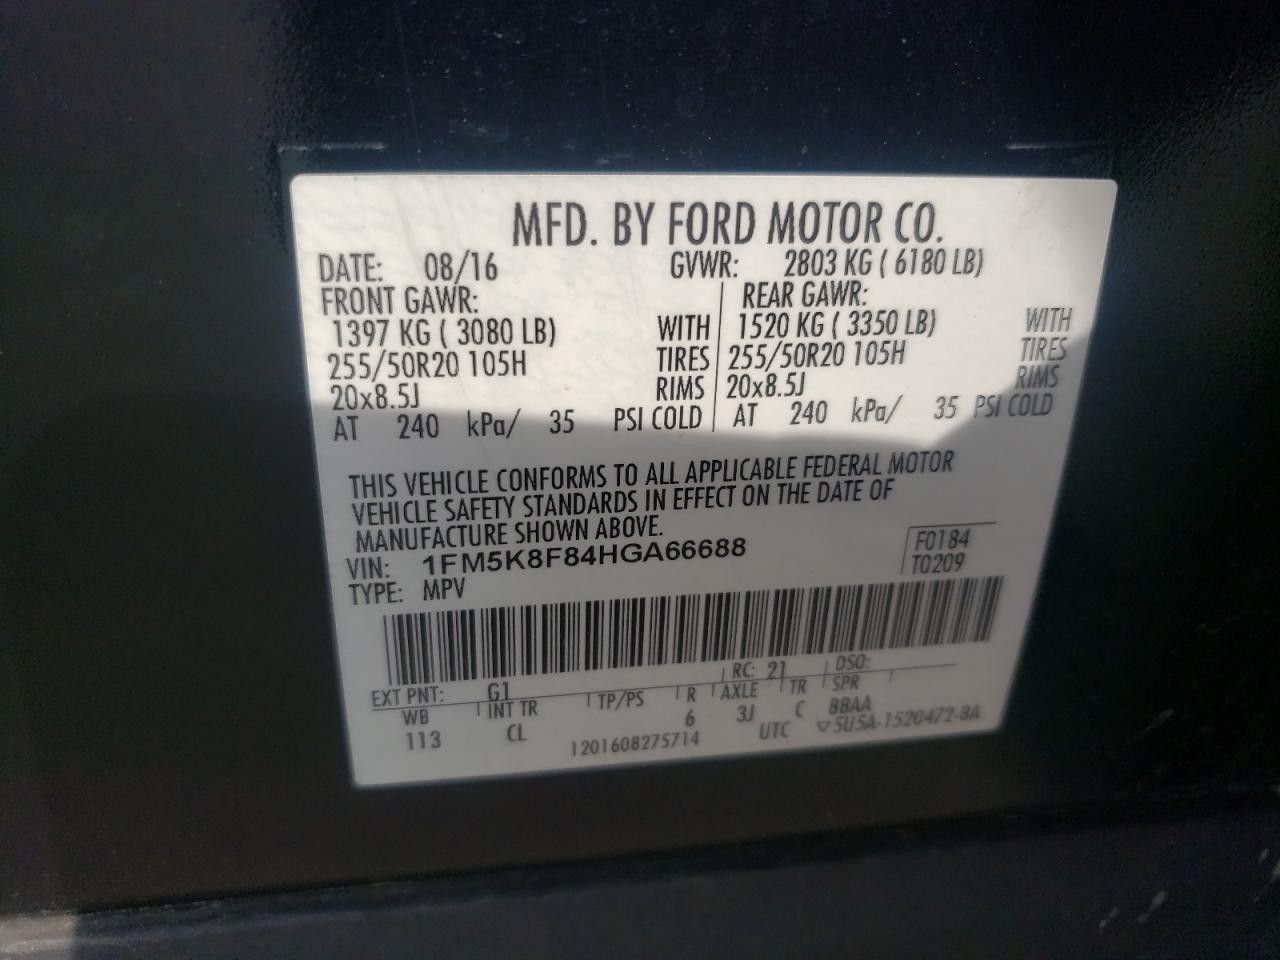 MFD. BY FORD MOTOR CO.
DATE: 08/16 GVWR: 2803 KG ( 6180 LB)
FRONT GAWR: REAR GAWR:
1397 KG ( 3080 LB) WITH 1520 KG ( 3350 LB) WITH
255/50R20 105H TIRES 255/50R20 105H TIRES
20x8.5J RIMS 20x8.5J RIMS
AT 240 kPa/ 35 PSI COLD AT 240 kPa/ 35 PSI COLD
THIS VEHICLE CONFORMS TO ALL APPLICABLE FEDERAL MOTOR
VEHICLE SAFETY STANDARDS IN EFFECT ON THE DATE OF
MANUFACTURE SHOWN ABOVE.
VIN: 1FM5K8F84HGA66688 F0184
TYPE: MPV T0209
EXT PNT: G1 RC: 21 DSO:
WB INT TR TP/PS R AXLE TR SPR
113 CL 6 3J C BBAA
1201608275714 UTC ▽5U5A-1520472-BA